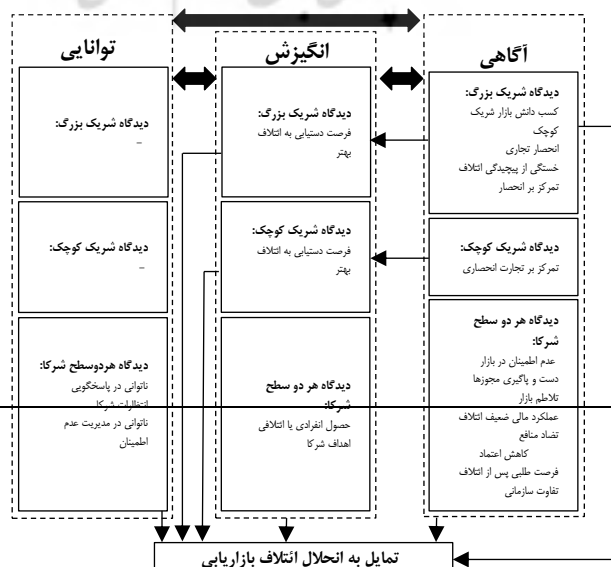 آگاهی
دیدگاه شریک بزرگ:
کسب دانش بازار شریک
کوچک
انحصار تجاری
خستگی از پیچیدگی ائتلاف
تمرکز بر انحصار
دیدگاه شریک کوچک:
تمرکز بر تجارت انحصاری
دیدگاه هر دو سطح
شرکا:
عدم اطمینان در بازار
دست و پاگیری مجوزها
تلاطم بازار
عملکرد مالی ضعیف ائتلاف
تضاد منافع
کاهش اعتماد
فرصت طلبی پس از ائتلاف
تفاوت سازمانی
انگیزش
دیدگاه شریک بزرگ:
فرصت دستیابی به ائتلاف
بهتر
دیدگاه شریک کوچک:
فرصت دستیابی به ائتلاف
بهتر
دیدگاه هر دو سطح
شرکا:
حصول انفرادی یا ائتلافی
اهداف شرکا
توانایی
دیدگاه شریک بزرگ:
–
دیدگاه شریک کوچک:
–
دیدگاه هردوسطح شرکا:
ناتوانی در پاسخگویی
انتظارات شرکا
ناتوانی در مدیریت عدم
اطمینان
تمایل به انحلال ائتلاف بازاریابی